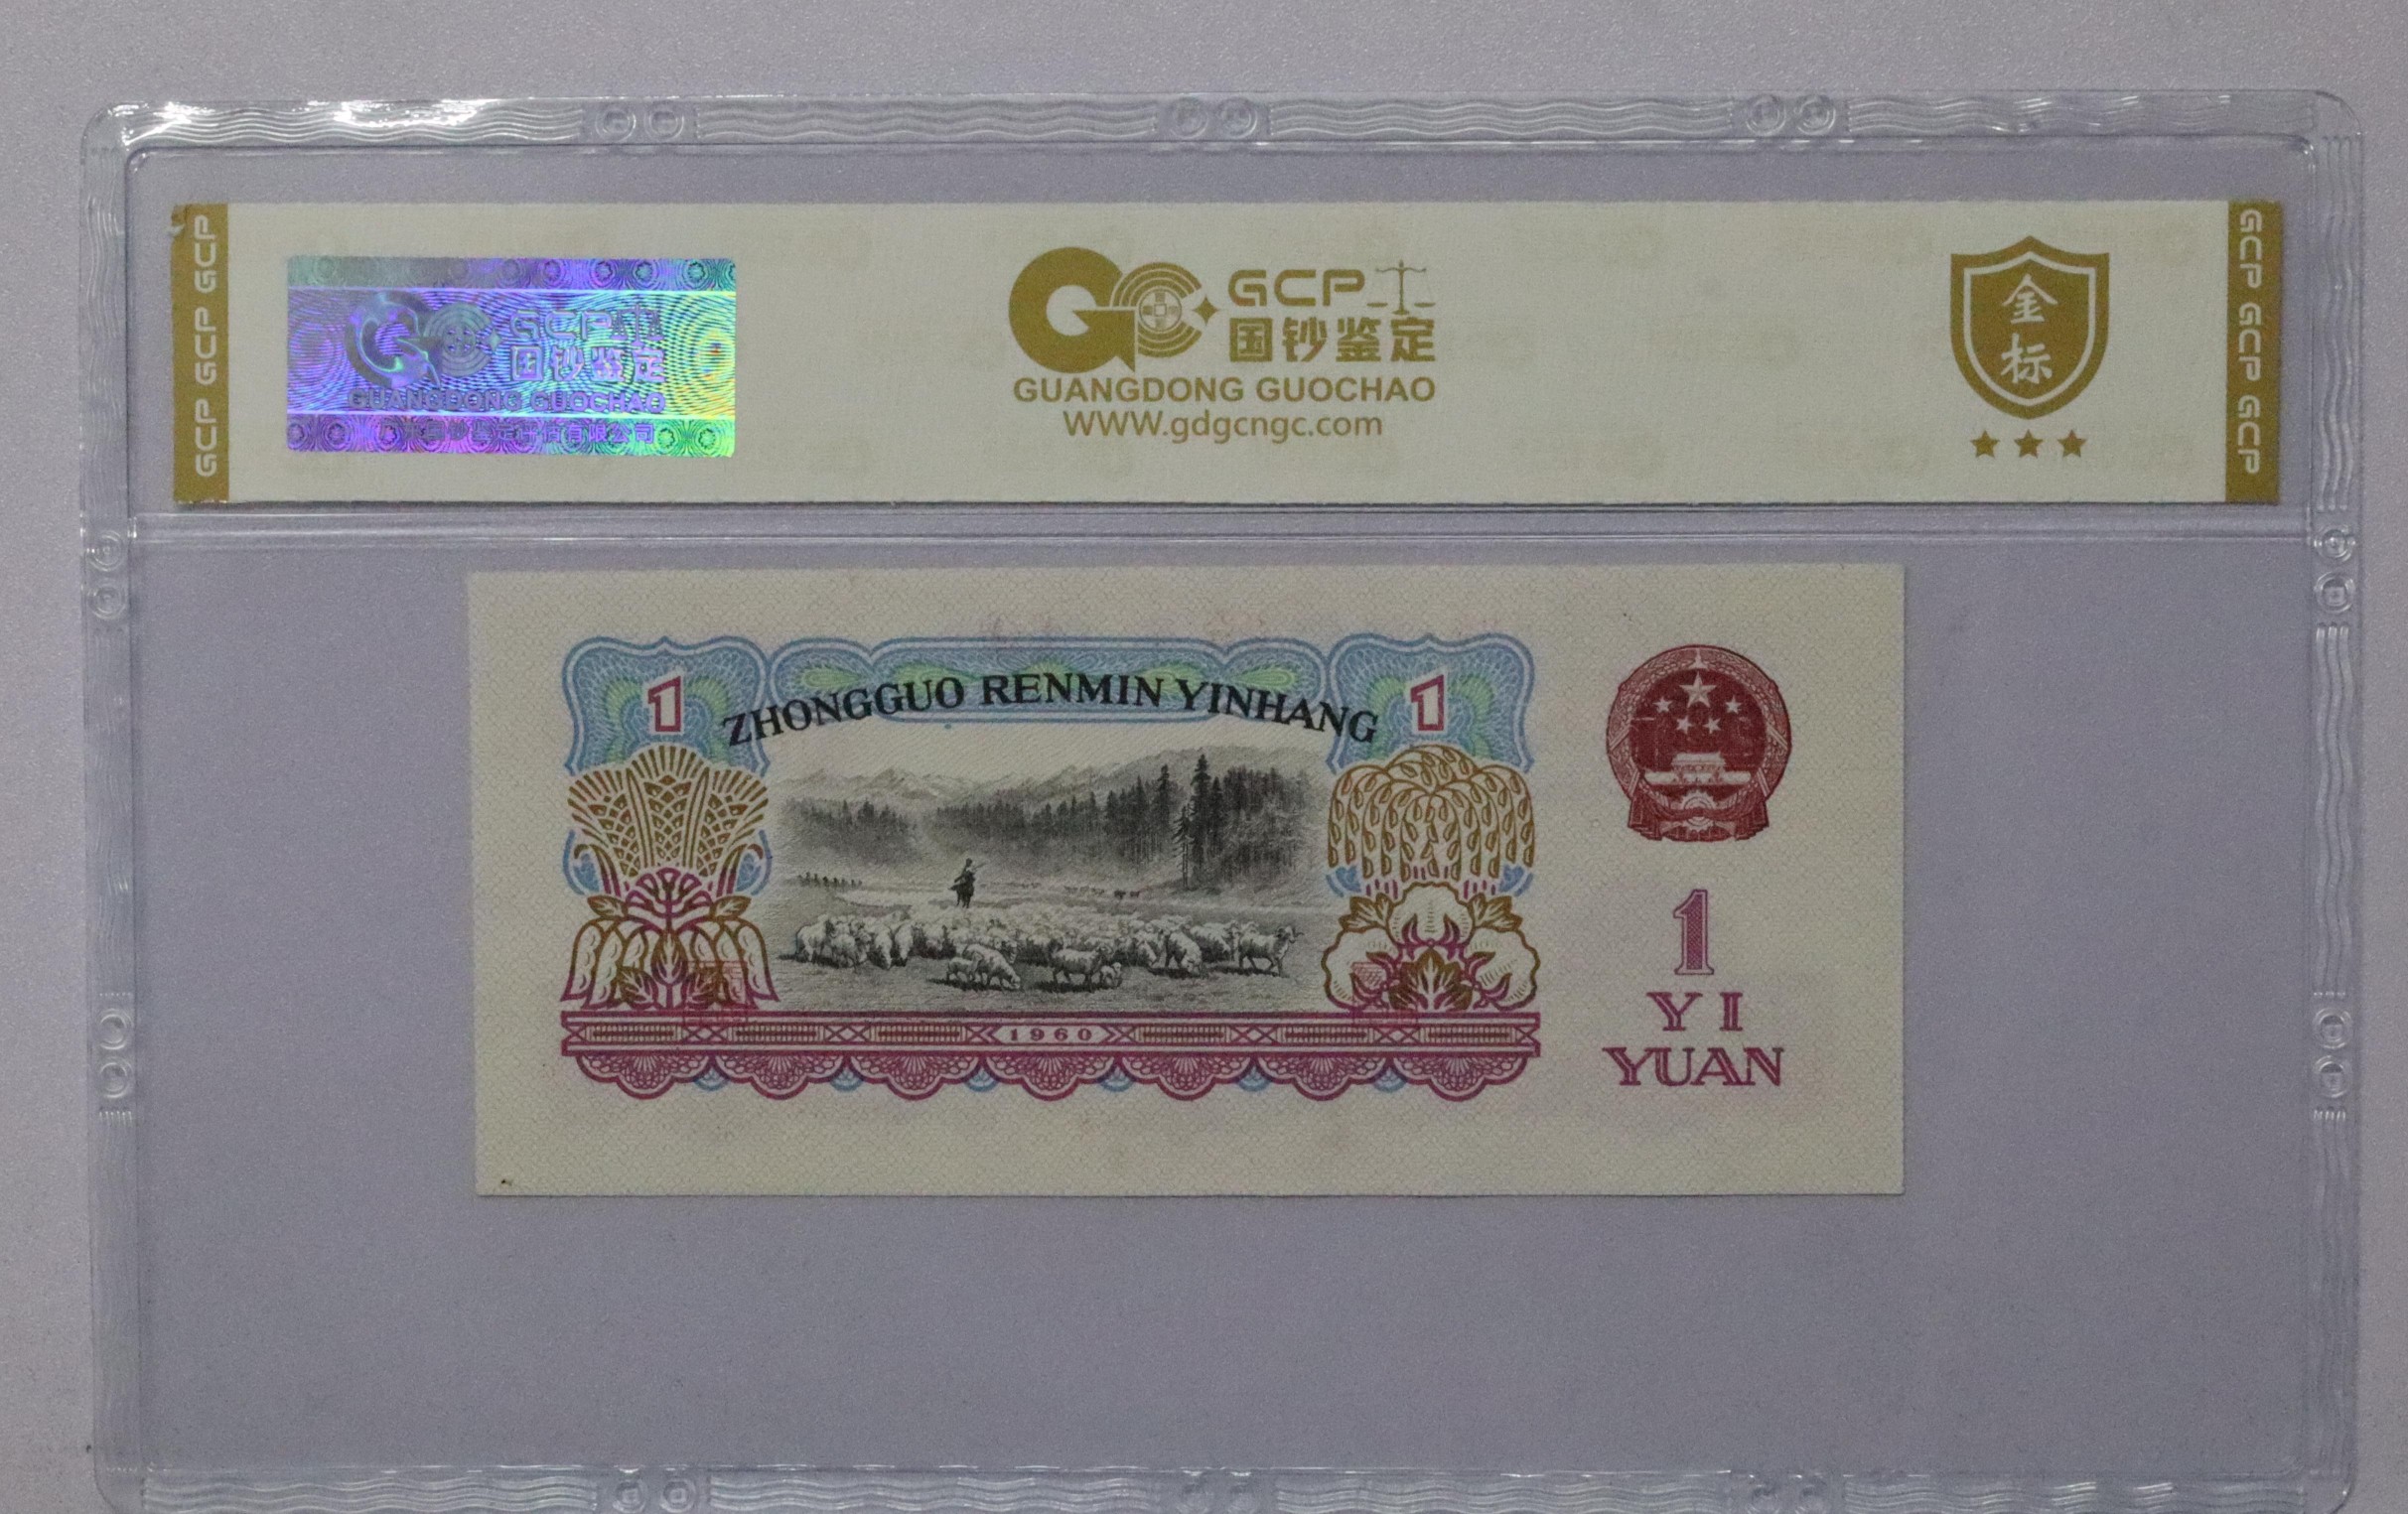 GCP GCP GCP
GCP
国钞鉴定
GUANGDONG GUOCHAO
GCP
国钞鉴定
GUANGDONG GUOCHAO
WWW.gdgcngc.com
金
标
GCP GCP GCP GCP
1
ZHONGGUO RENMIN YINHANG
1
1960
1
YI
YUAN